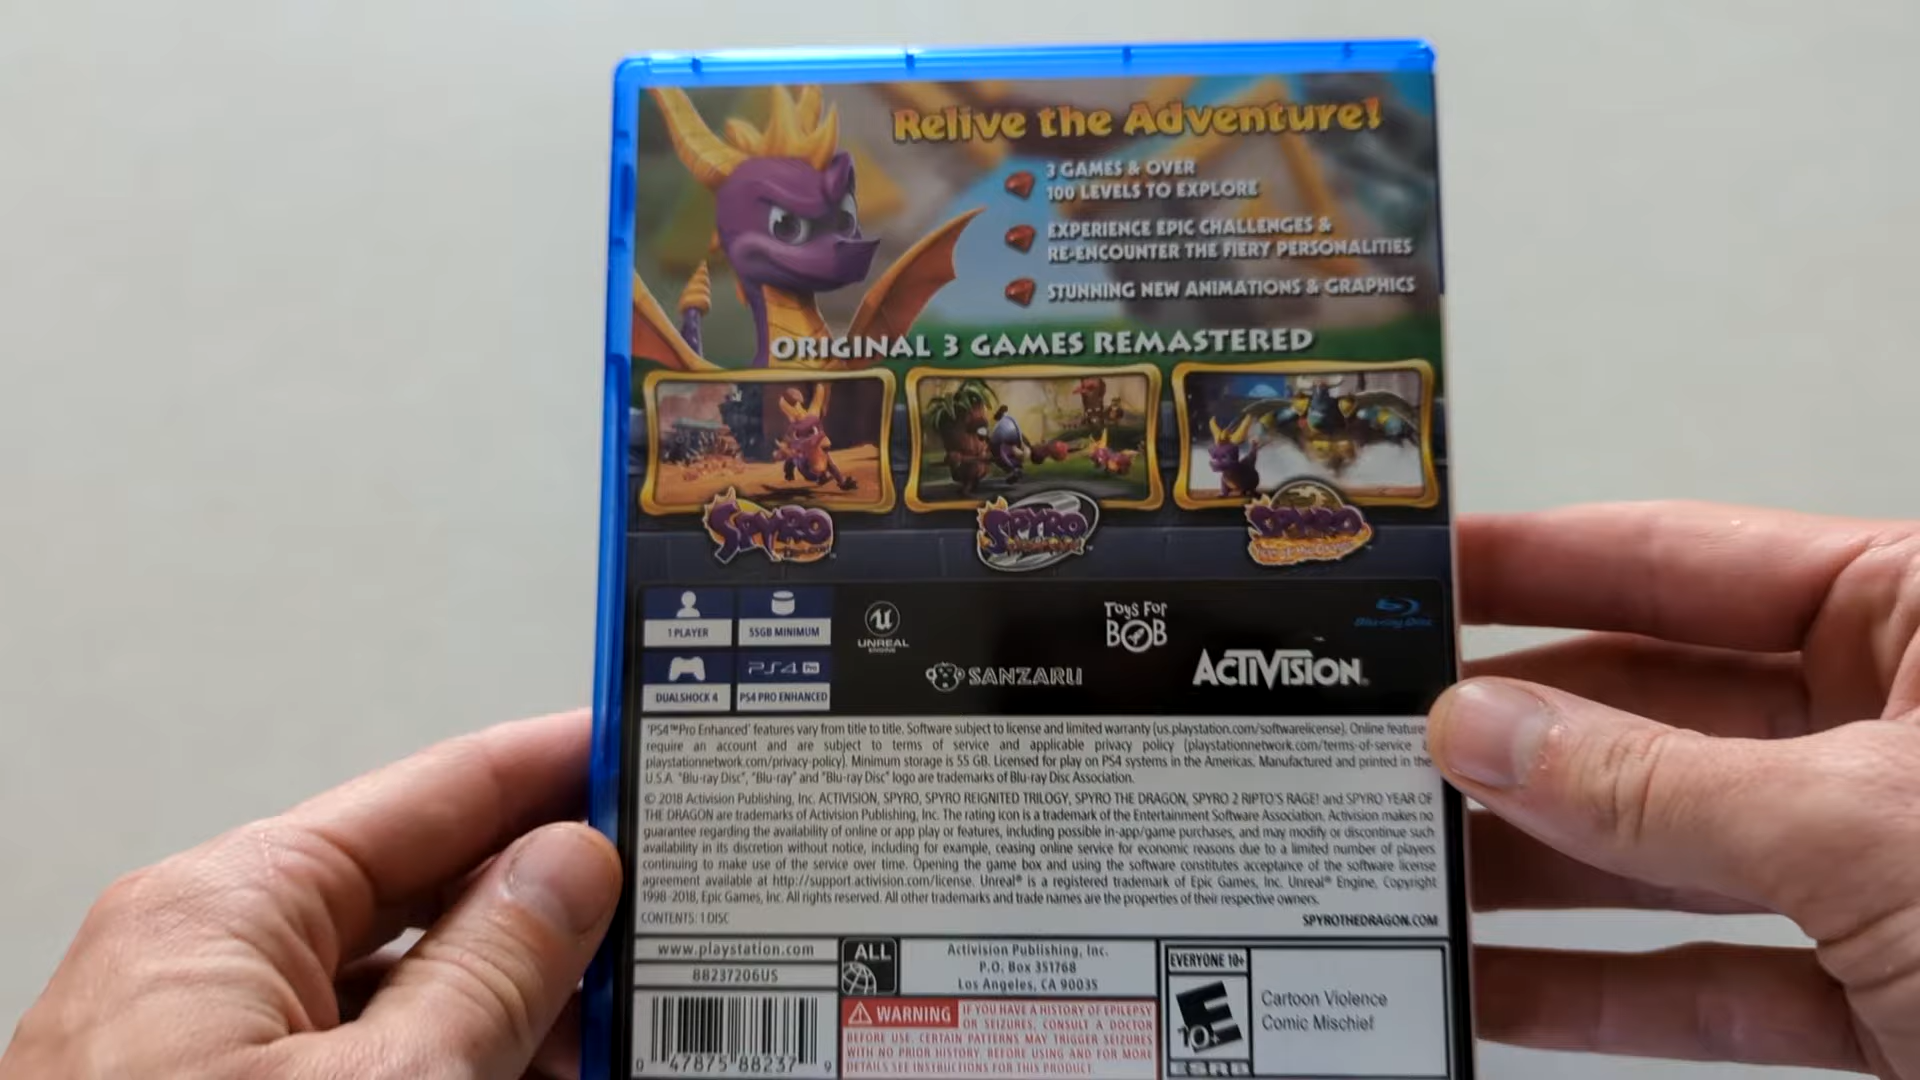 Relive the Adventure!
3 GAMES & OVER
100 LEVELS TO EXPLORE
EXPERIENCE EPIC CHALLENGES &
RE-ENCOUNTER THE FIERY PERSONALITIES
STUNNING NEW ANIMATIONS & GRAPHICS
ORIGINAL 3 GAMES REMASTERED
SPYRO
SPYRO
SPYRO
1 PLAYER
55GB MINIMUM
UNREAL
ENGINE
Toys For
BOB
Blu-ray Disc
DUALSHOCK 4
PS4 Pro
PS4 PRO ENHANCED
SANZARU
ACTIVISION
'PS4™Pro Enhanced' features vary from title to title. Software subject to license and limited warranty (us.playstation.com/softwarelicense). Online features
require an account and are subject to terms of service and applicable privacy policy (playstationnetwork.com/terms-of-service &
playstationnetwork.com/privacy-policy). Minimum storage is 55 GB. Licensed for play on PS4 systems in the Americas. Manufactured and printed in the
U.S.A. "Blu-ray Disc", "Blu-ray" and "Blu-ray Disc" logo are trademarks of Blu-ray Disc Association.
© 2018 Activision Publishing, Inc. ACTIVISION, SPYRO, SPYRO REIGNITED TRILOGY, SPYRO THE DRAGON, SPYRO 2 RIPTO'S RAGE! and SPYRO YEAR OF
THE DRAGON are trademarks of Activision Publishing, Inc. The rating icon is a trademark of the Entertainment Software Association. Activision makes no
guarantee regarding the availability of online or app play or features, including possible in-app/game purchases, and may modify or discontinue such
availability in its discretion without notice, including for example, ceasing online service for economic reasons due to a limited number of players
continuing to make use of the service over time. Opening the game box and using the software constitutes acceptance of the software license
agreement available at http://support.activision.com/license. Unreal® is a registered trademark of Epic Games, Inc. Unreal® Engine, Copyright
1998-2018, Epic Games, Inc. All rights reserved. All other trademarks and trade names are the properties of their respective owners.
CONTENTS: 1 DISC
SPYROTHEDRAGON.COM
www.playstation.com
88237206US
ALL
Activision Publishing, Inc.
P.O. Box 351768
Los Angeles, CA 90035
WARNING
IF YOU HAVE A HISTORY OF EPILEPSY
OR SEIZURES, CONSULT A DOCTOR
BEFORE USE. CERTAIN PATTERNS MAY TRIGGER SEIZURES
WITH NO PRIOR HISTORY. BEFORE USING AND FOR MORE
DETAILS SEE INSTRUCTIONS FOR THIS PRODUCT.
0 47875 88237 9
EVERYONE 10+
E
10+
ESRB
Cartoon Violence
Comic Mischief